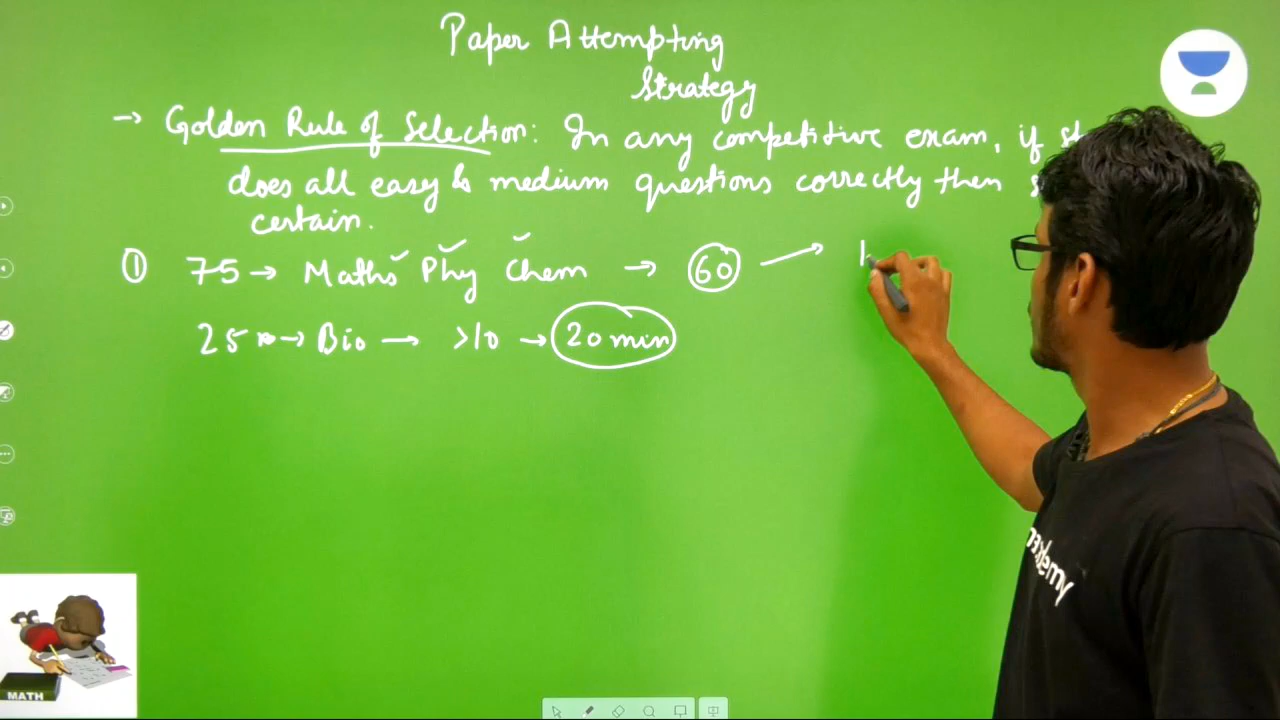 Paper Attempting
Strategy
→ Golden Rule of Selection: In any competitive exam, if
does all easy & medium questions correctly then
certain.
① 75 → Maths Phy Chem → 60 →
25 → Bio → >10 → 20 min
MATH